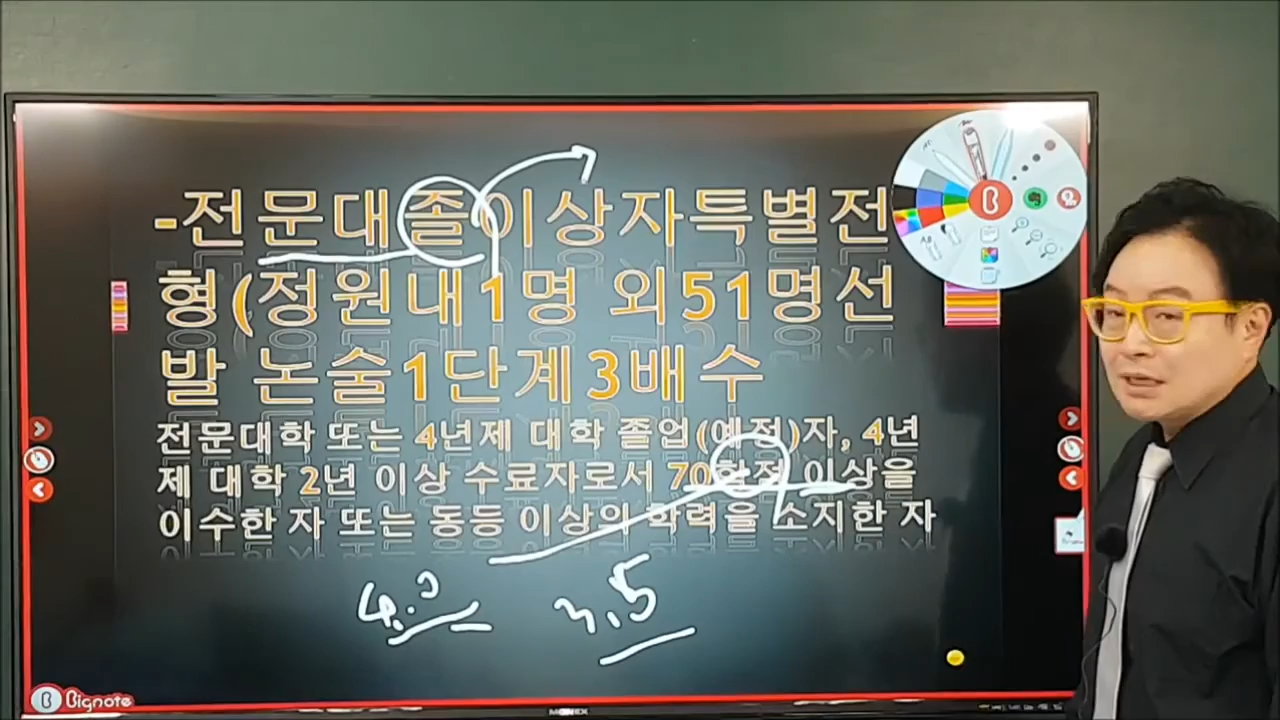 -전문대졸이상자특별전
형(정원내1명 외51명선
발 논술1단계3배수
전문대학 또는 4년제 대학 졸업(예정)자, 4년
제 대학 2년 이상 수료자로서 70학점 이상을
이수한 자 또는 동등 이상의 학력을 소지한 자
Bignote